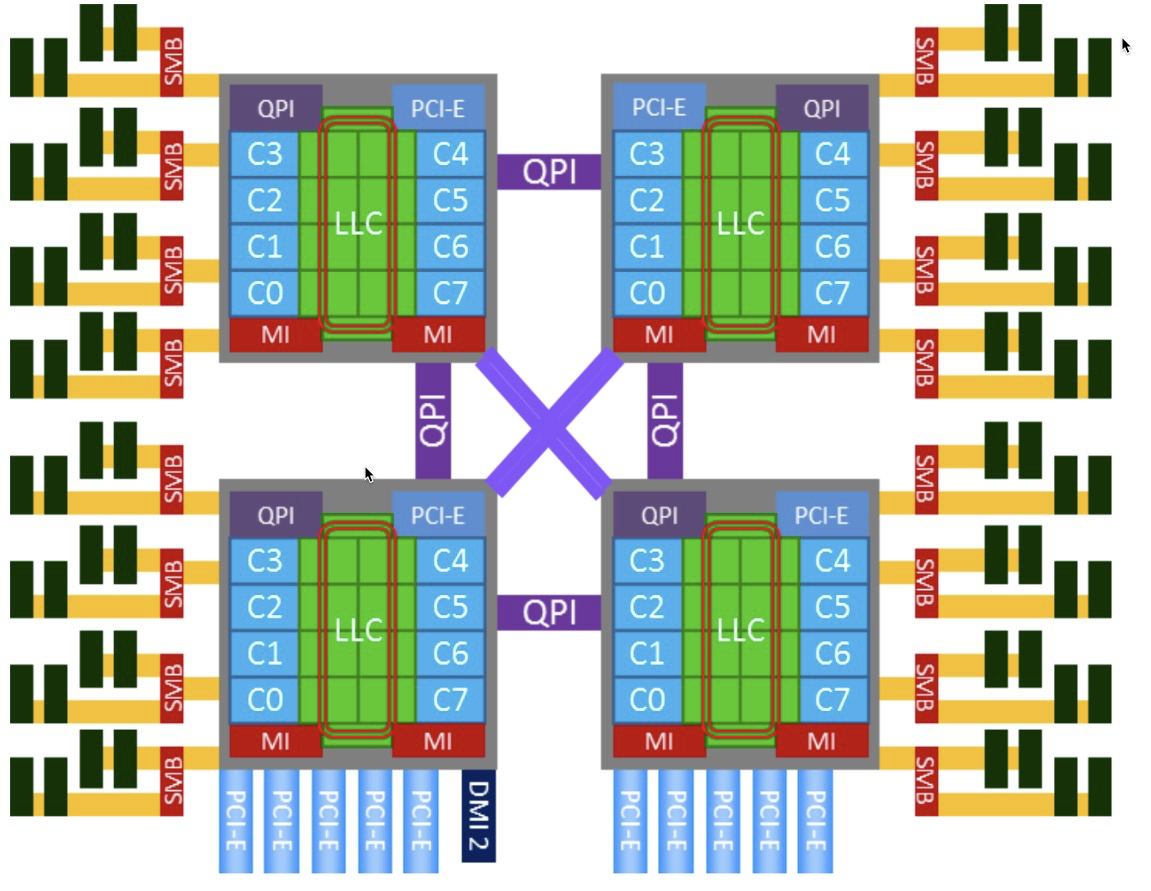 SMB
SMB
QPI PCI-E
PCI-E QPI
SMB
SMB
C3 C4
QPI
C3 C4
C2 C5
C2 C5
LLC
LLC
C1 C6
C1 C6
SMB
SMB
C0 C7
C0 C7
MI MI
MI MI
SMB
SMB
QPI
QPI
SMB
SMB
QPI PCI-E
QPI PCI-E
C3 C4
C3 C4
SMB
SMB
C2 C5
QPI
C2 C5
LLC
LLC
C1 C6
C1 C6
SMB
SMB
C0 C7
C0 C7
MI MI
MI MI
SMB
SMB
PCI-E
PCI-E
PCI-E
PCI-E
PCI-E
DMI 2
PCI-E
PCI-E
PCI-E
PCI-E
PCI-E